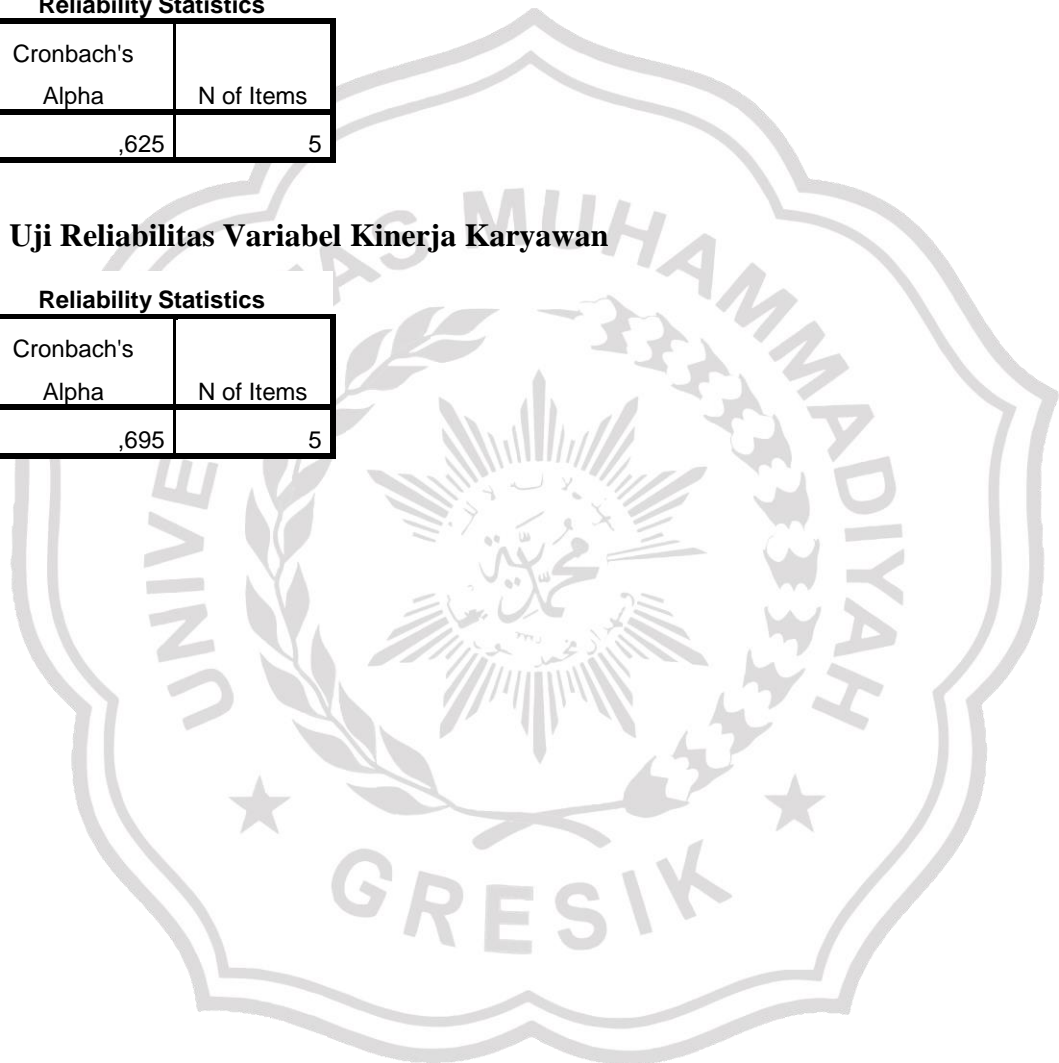 Reliability Statistics
Cronbach's
Alpha N of Items
,625 5
Uji Reliabilitas Variabel Kinerja Karyawan
Reliability Statistics
Cronbach's
Alpha N of Items
,695 5
MUHAMMADIYAH
GRESIK
محمد